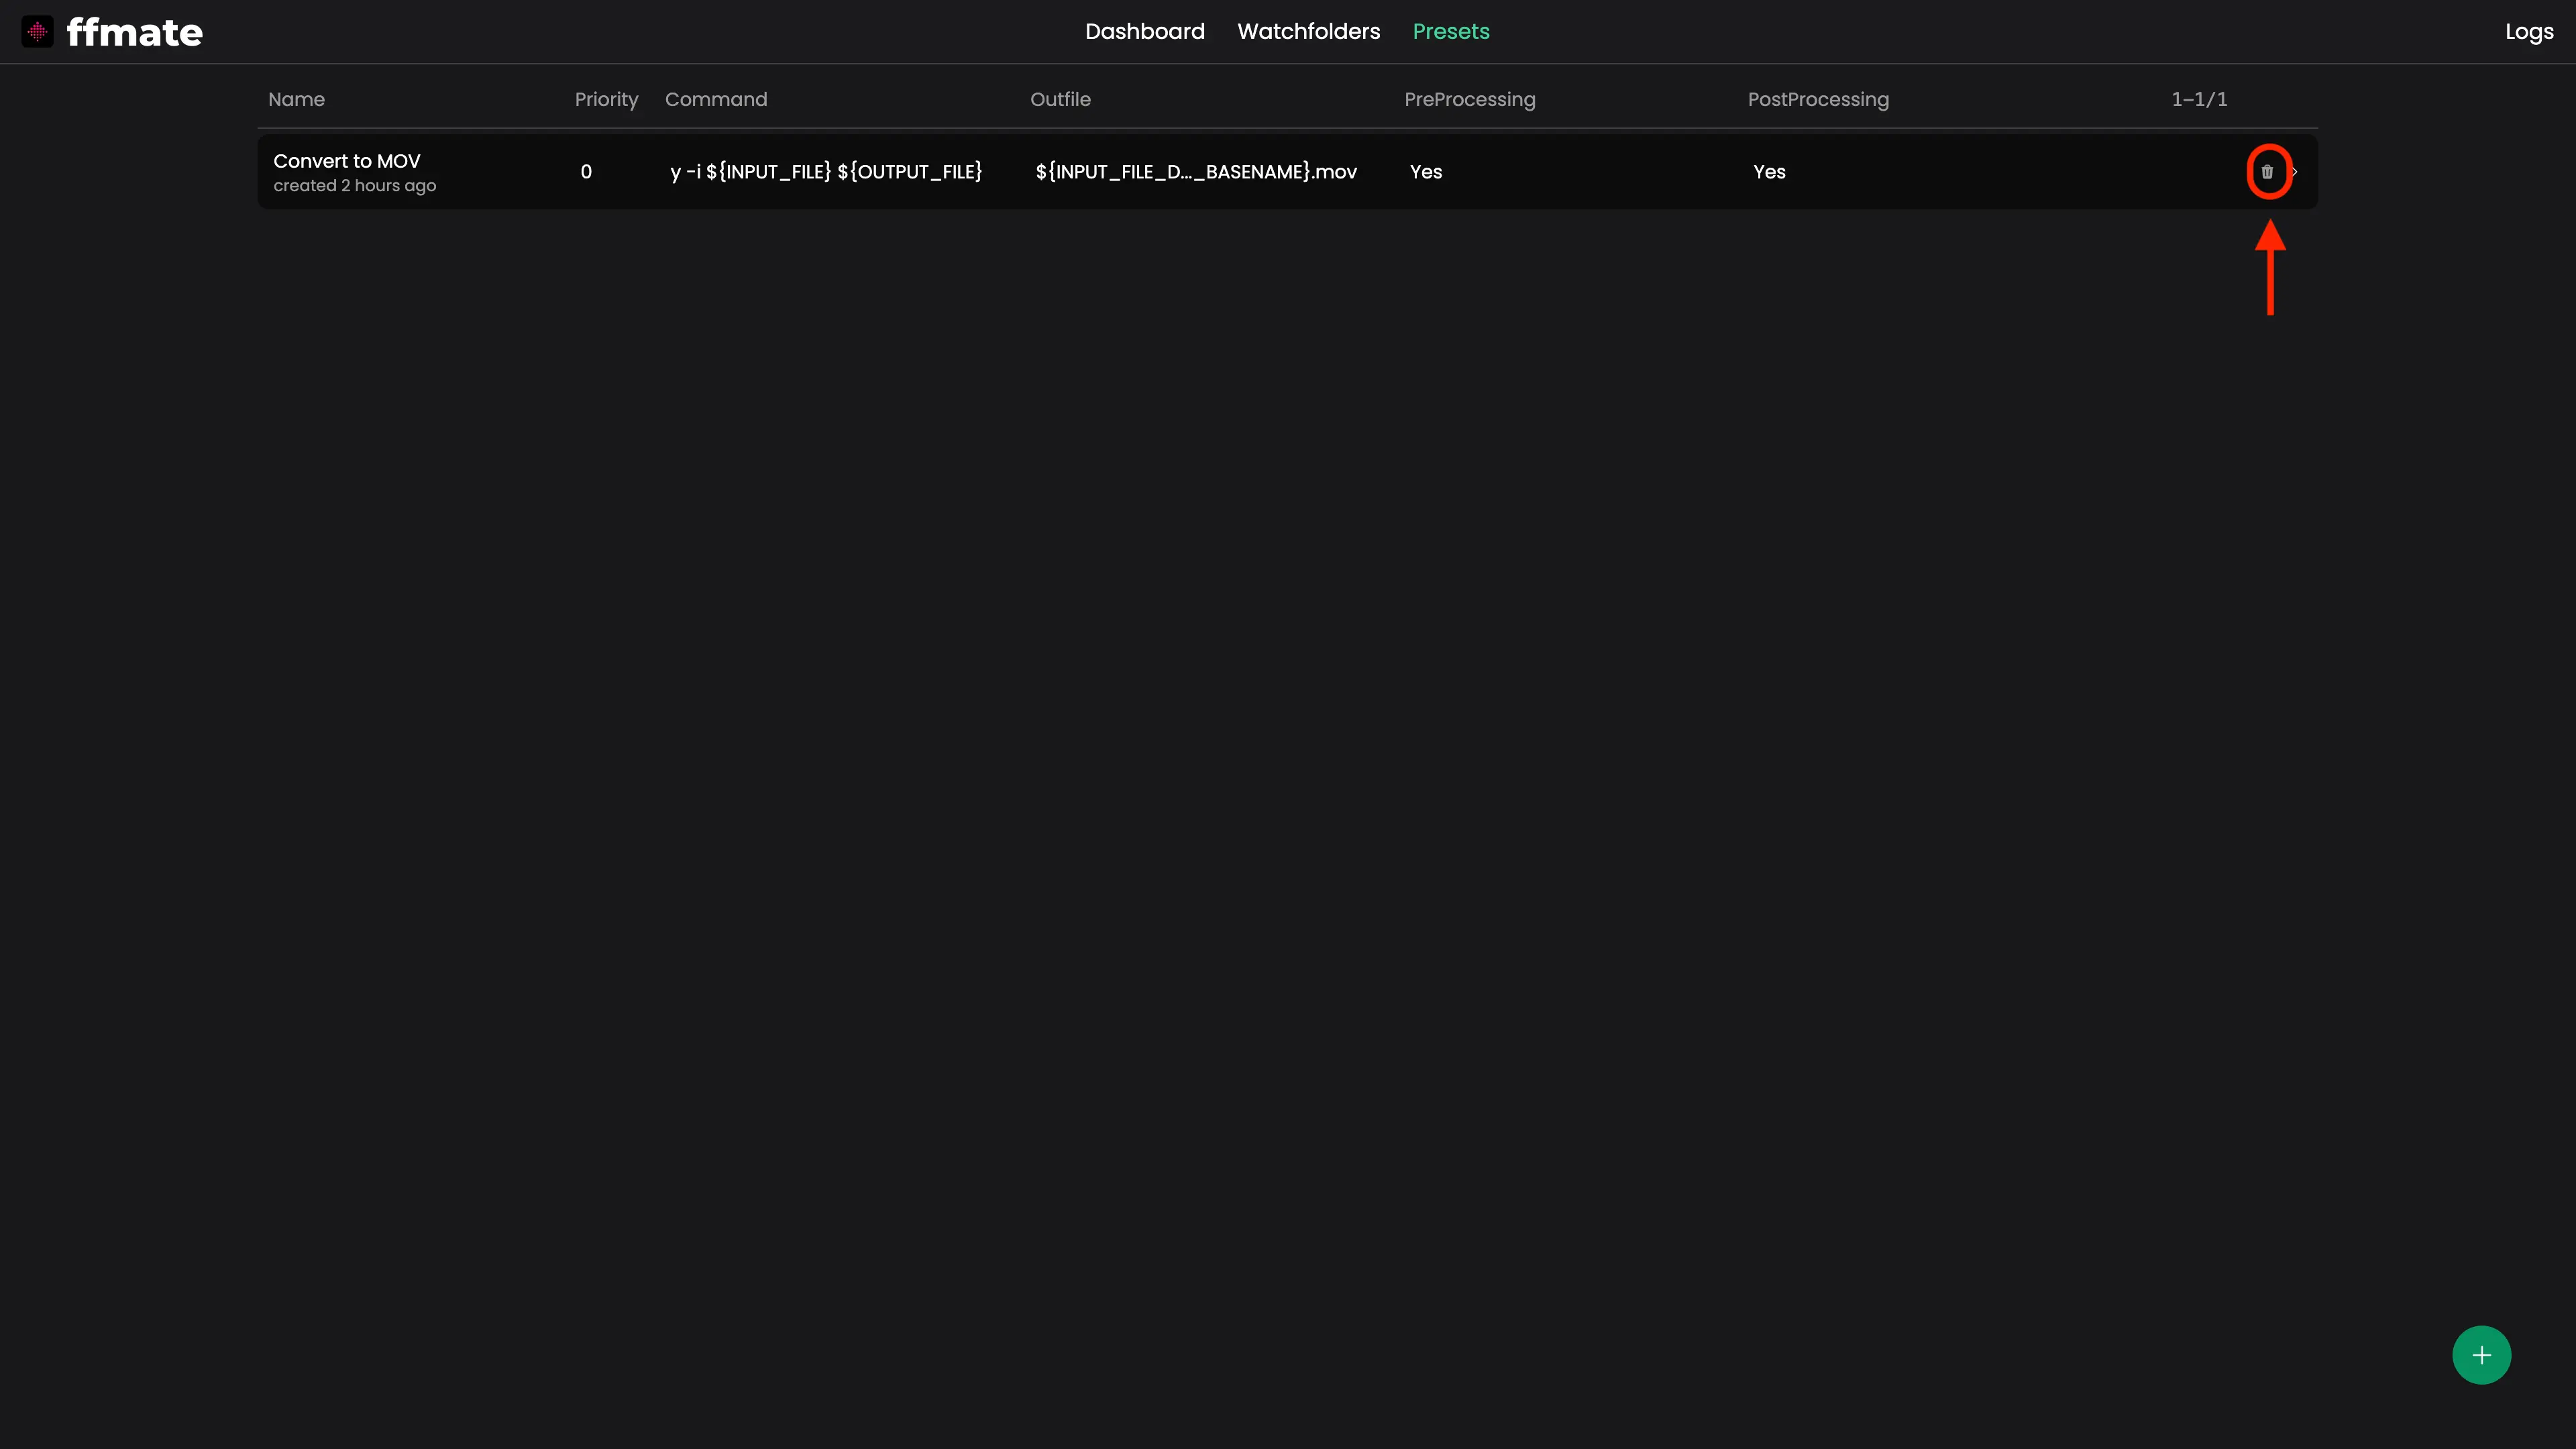 ffmate Dashboard Watchfolders Presets Logs
Name Priority Command Outfile PreProcessing PostProcessing 1–1/1
Convert to MOV 0 y -i ${INPUT_FILE} ${OUTPUT_FILE} ${INPUT_FILE_D..._BASENAME}.mov Yes Yes
created 2 hours ago